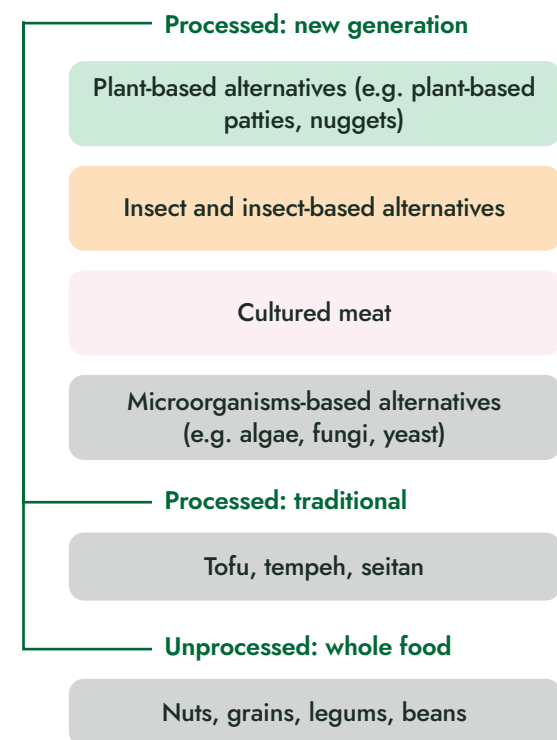 Processed: new generation
Plant-based alternatives (e.g. plant-based
patties, nuggets)
Insect and insect-based alternatives
Cultured meat
Microorganisms-based alternatives
(e.g. algae, fungi, yeast)
Processed: traditional
Tofu, tempeh, seitan
Unprocessed: whole food
Nuts, grains, legums, beans